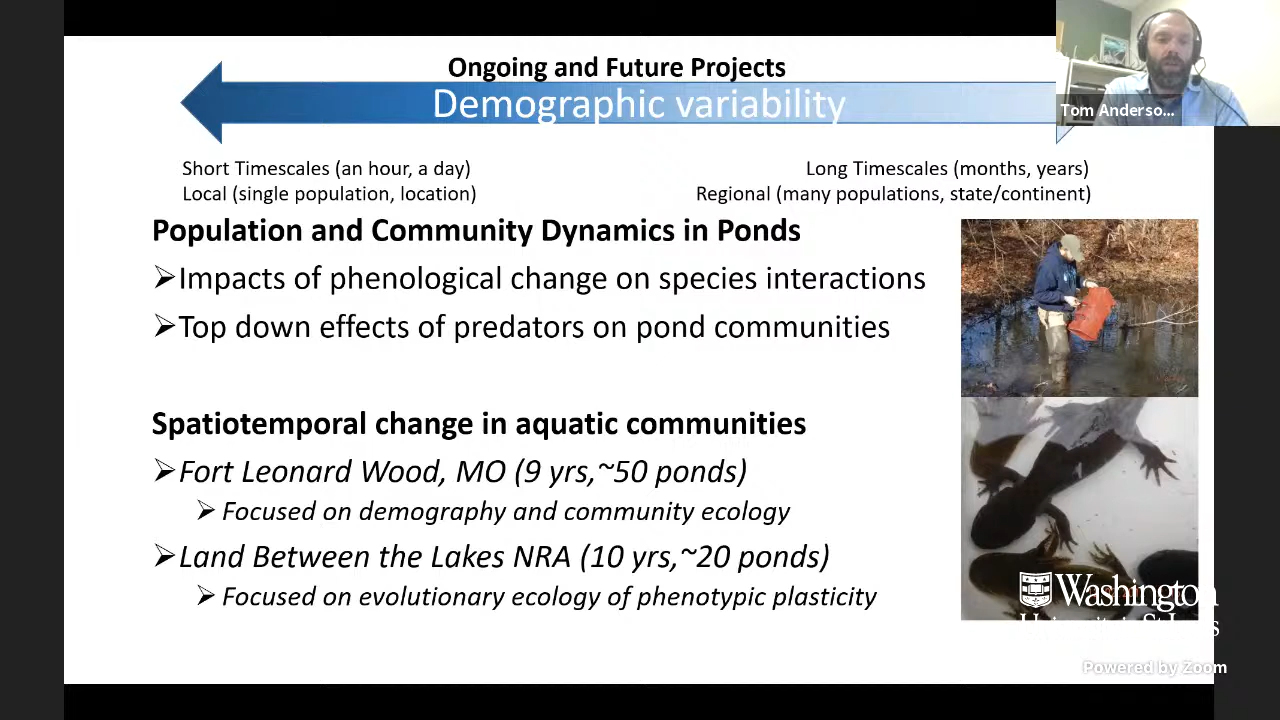 Ongoing and Future Projects
Demographic variability
Tom Anderso...
Short Timescales (an hour, a day)
Long Timescales (months, years)
Local (single population, location)
Regional (many populations, state/continent)
Population and Community Dynamics in Ponds
➢Impacts of phenological change on species interactions
➢Top down effects of predators on pond communities
Spatiotemporal change in aquatic communities
➢Fort Leonard Wood, MO (9 yrs,~50 ponds)
➢ Focused on demography and community ecology
➢Land Between the Lakes NRA (10 yrs,~20 ponds)
➢ Focused on evolutionary ecology of phenotypic plasticity
Washington
University in St. Louis
Powered by Zoom